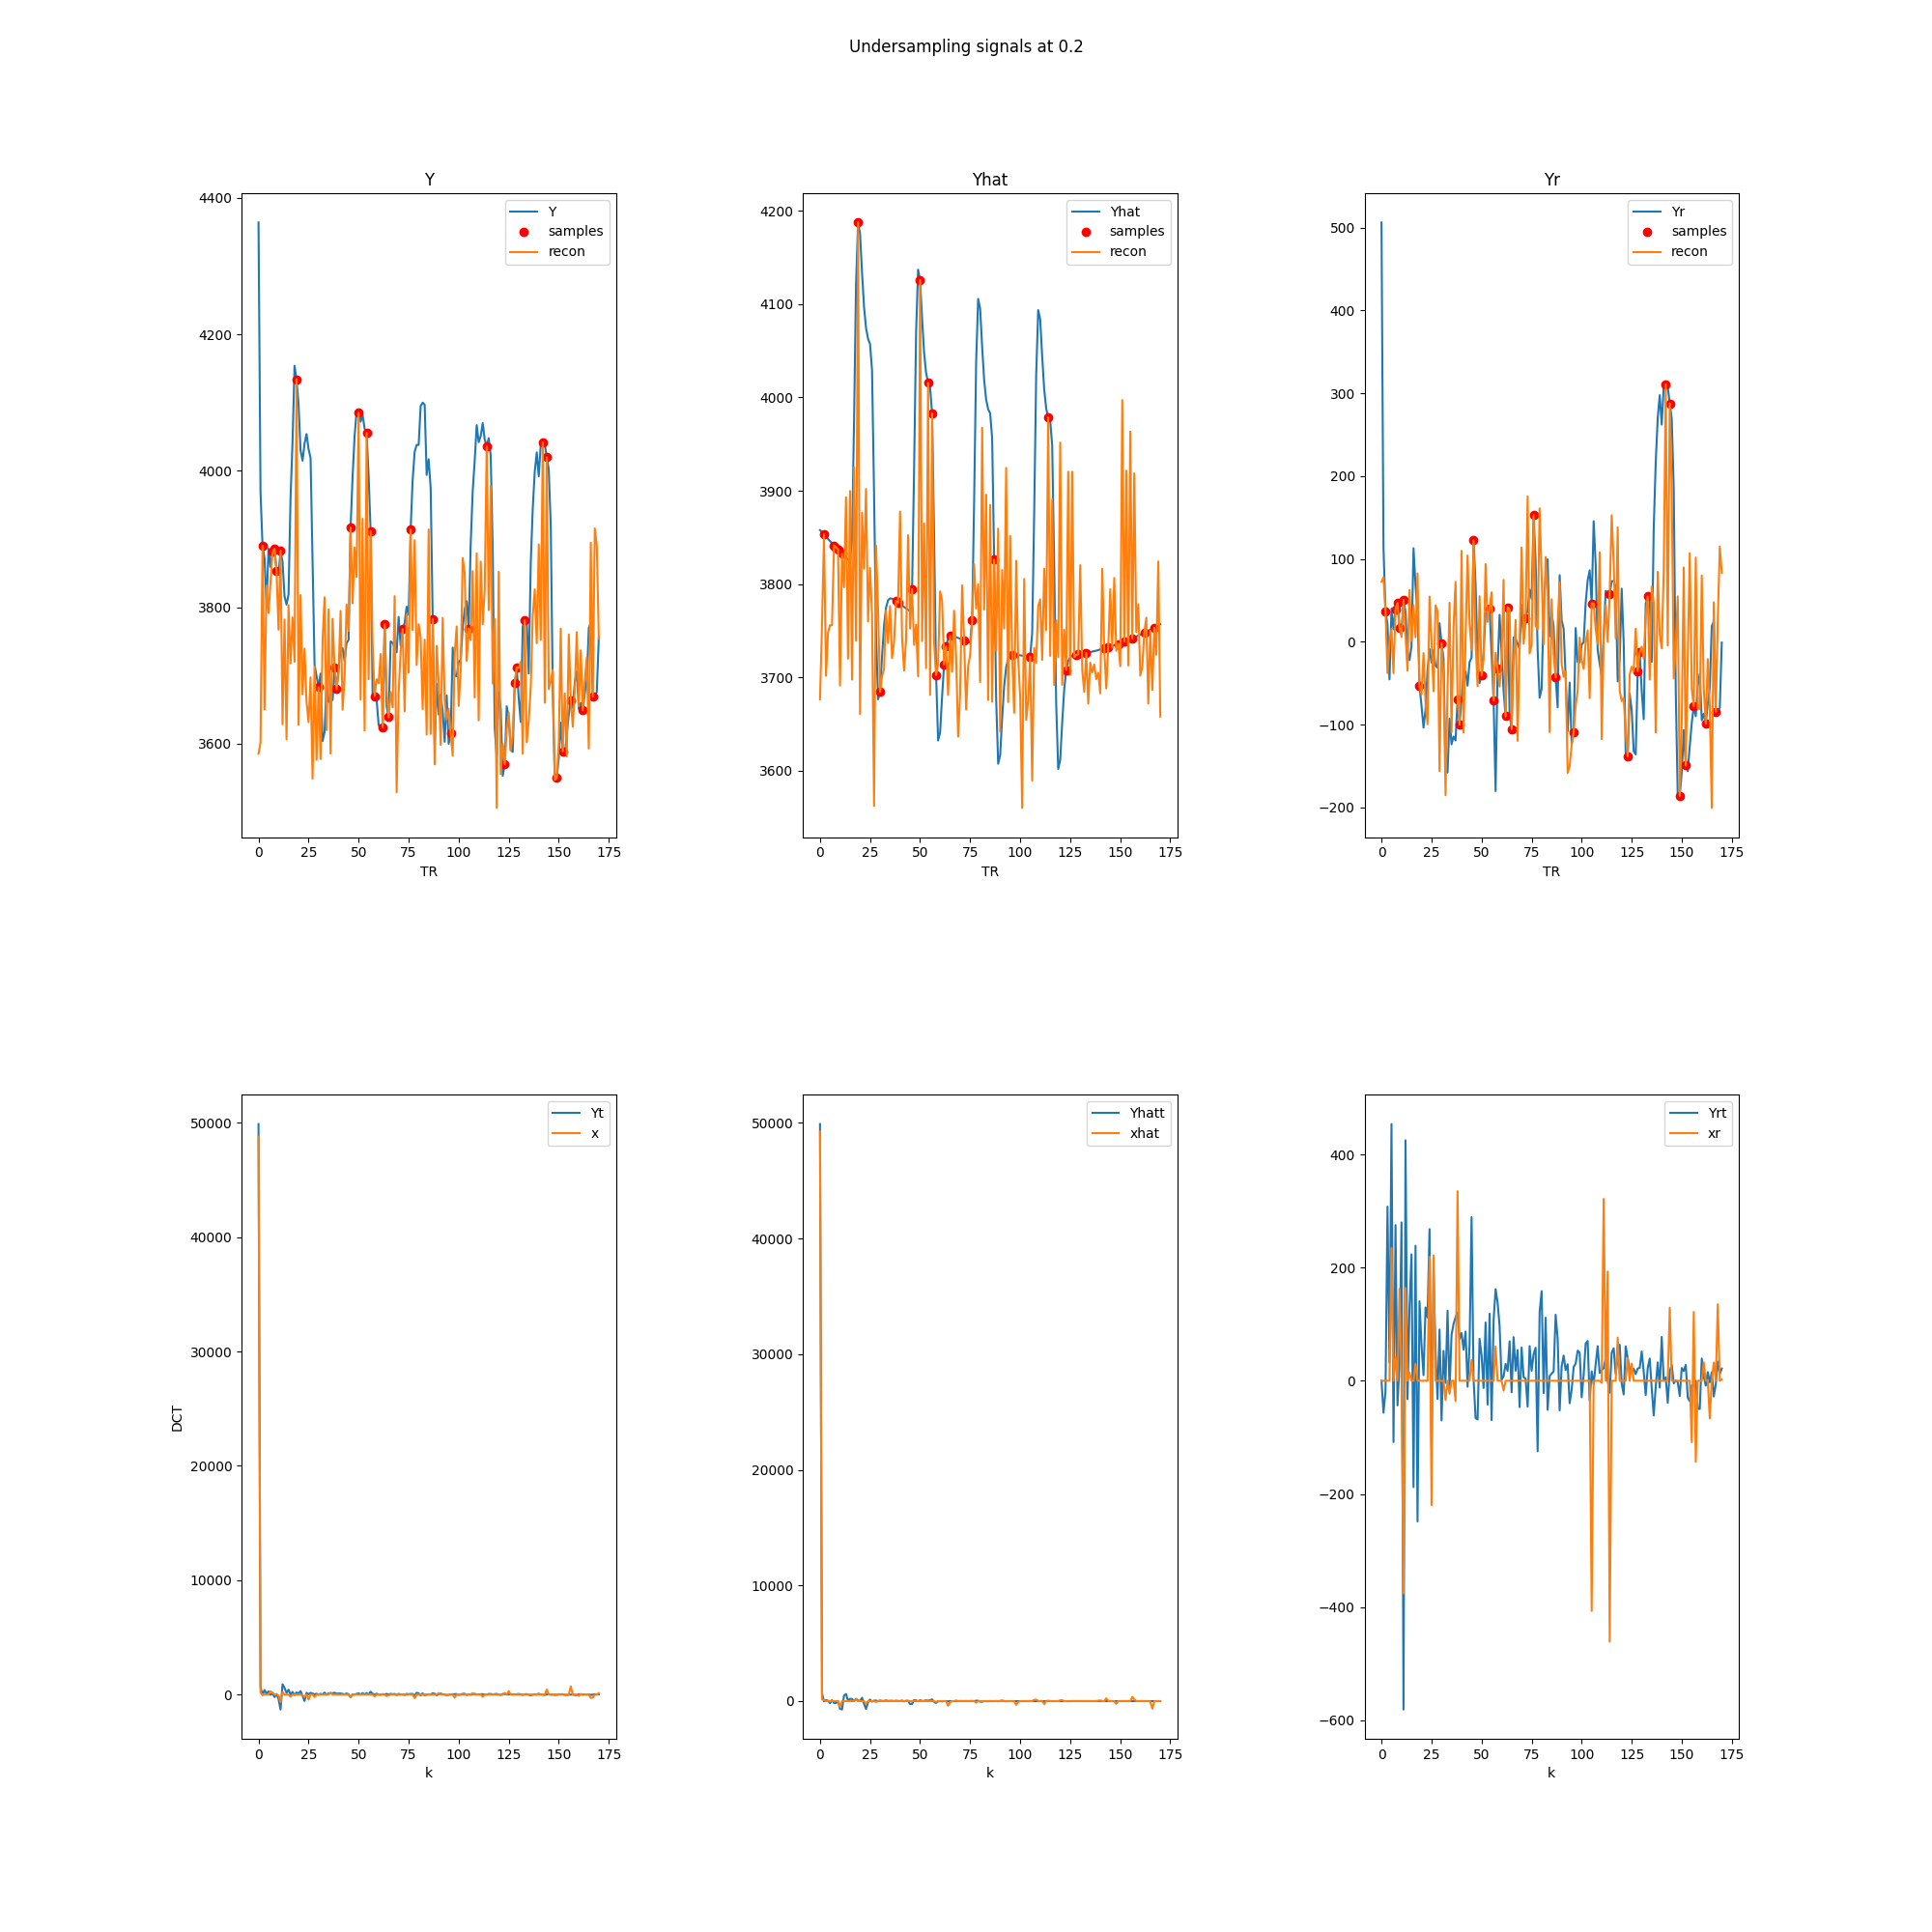 Undersampling signals at 0.2
Y
4400
4200
4000
3800
3600
0 25 50 75 100 125 150 175
TR
Y
samples
recon
Yhat
4200
4100
4000
3900
3800
3700
3600
0 25 50 75 100 125 150 175
TR
Yhat
samples
recon
Yr
500
400
300
200
100
0
−100
−200
0 25 50 75 100 125 150 175
TR
Yr
samples
recon
DCT
50000
40000
30000
20000
10000
0
0 25 50 75 100 125 150 175
k
Yt
x
50000
40000
30000
20000
10000
0
0 25 50 75 100 125 150 175
k
Yhatt
xhat
400
200
0
−200
−400
−600
0 25 50 75 100 125 150 175
k
Yrt
xr